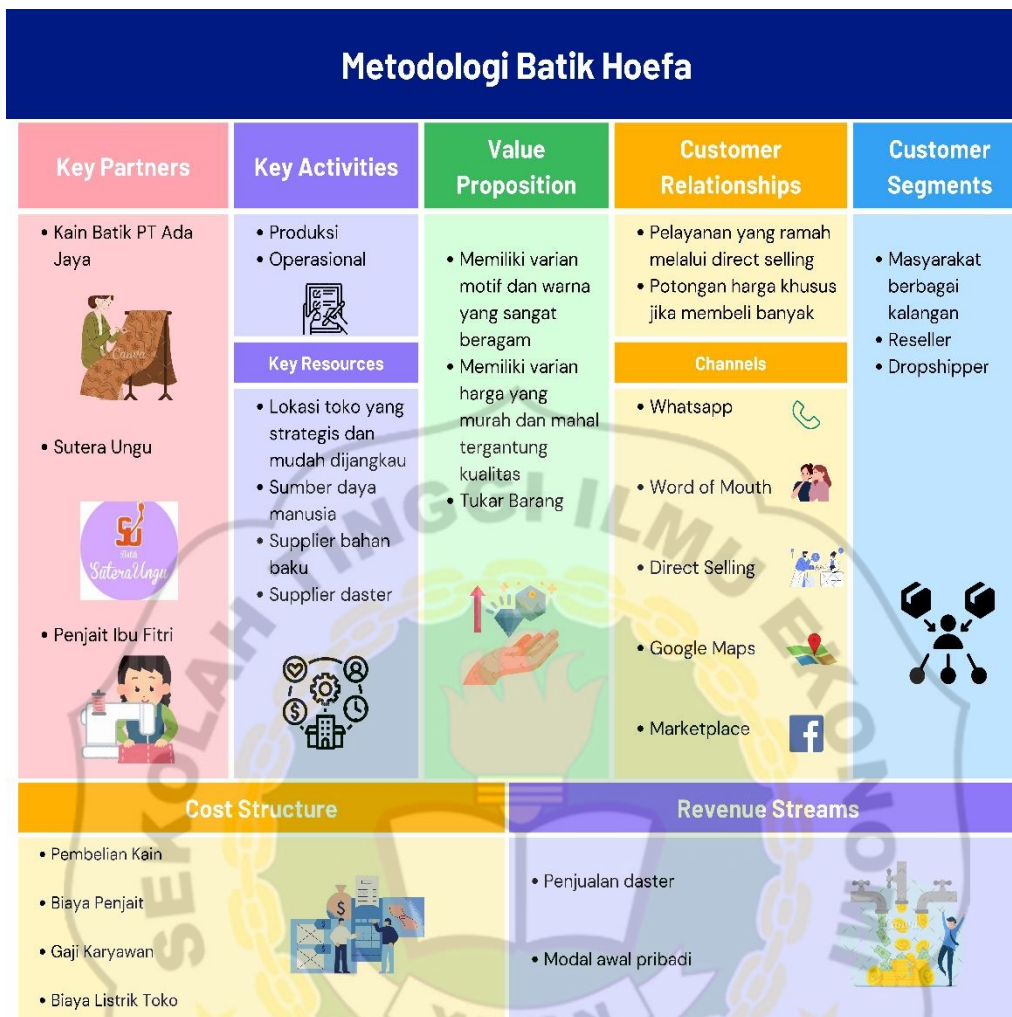 Metodologi Batik Hoefa
Key Partners
• Kain Batik PT Ada
Jaya
Canva
• Sutera Ungu
SU
Batik
Sutera Ungu
• Penjait Ibu Fitri
Key Activities
• Produksi
• Operasional
Key Resources
• Lokasi toko yang
strategis dan
mudah dijangkau
• Sumber daya
manusia
• Supplier bahan
baku
• Supplier daster
Value
Proposition
• Memiliki varian
motif dan warna
yang sangat
beragam
• Memiliki varian
harga yang
murah dan mahal
tergantung
kualitas
• Tukar Barang
Customer
Relationships
• Pelayanan yang ramah
melalui direct selling
• Potongan harga khusus
jika membeli banyak
Channels
• Whatsapp
• Word of Mouth
• Direct Selling
• Google Maps
• Marketplace
Customer
Segments
• Masyarakat
berbagai
kalangan
• Reseller
• Dropshipper
Cost Structure
• Pembelian Kain
• Biaya Penjait
• Gaji Karyawan
• Biaya Listrik Toko
Revenue Streams
• Penjualan daster
• Modal awal pribadi
SEKOLAH TINGGI ILMU EKONOMI